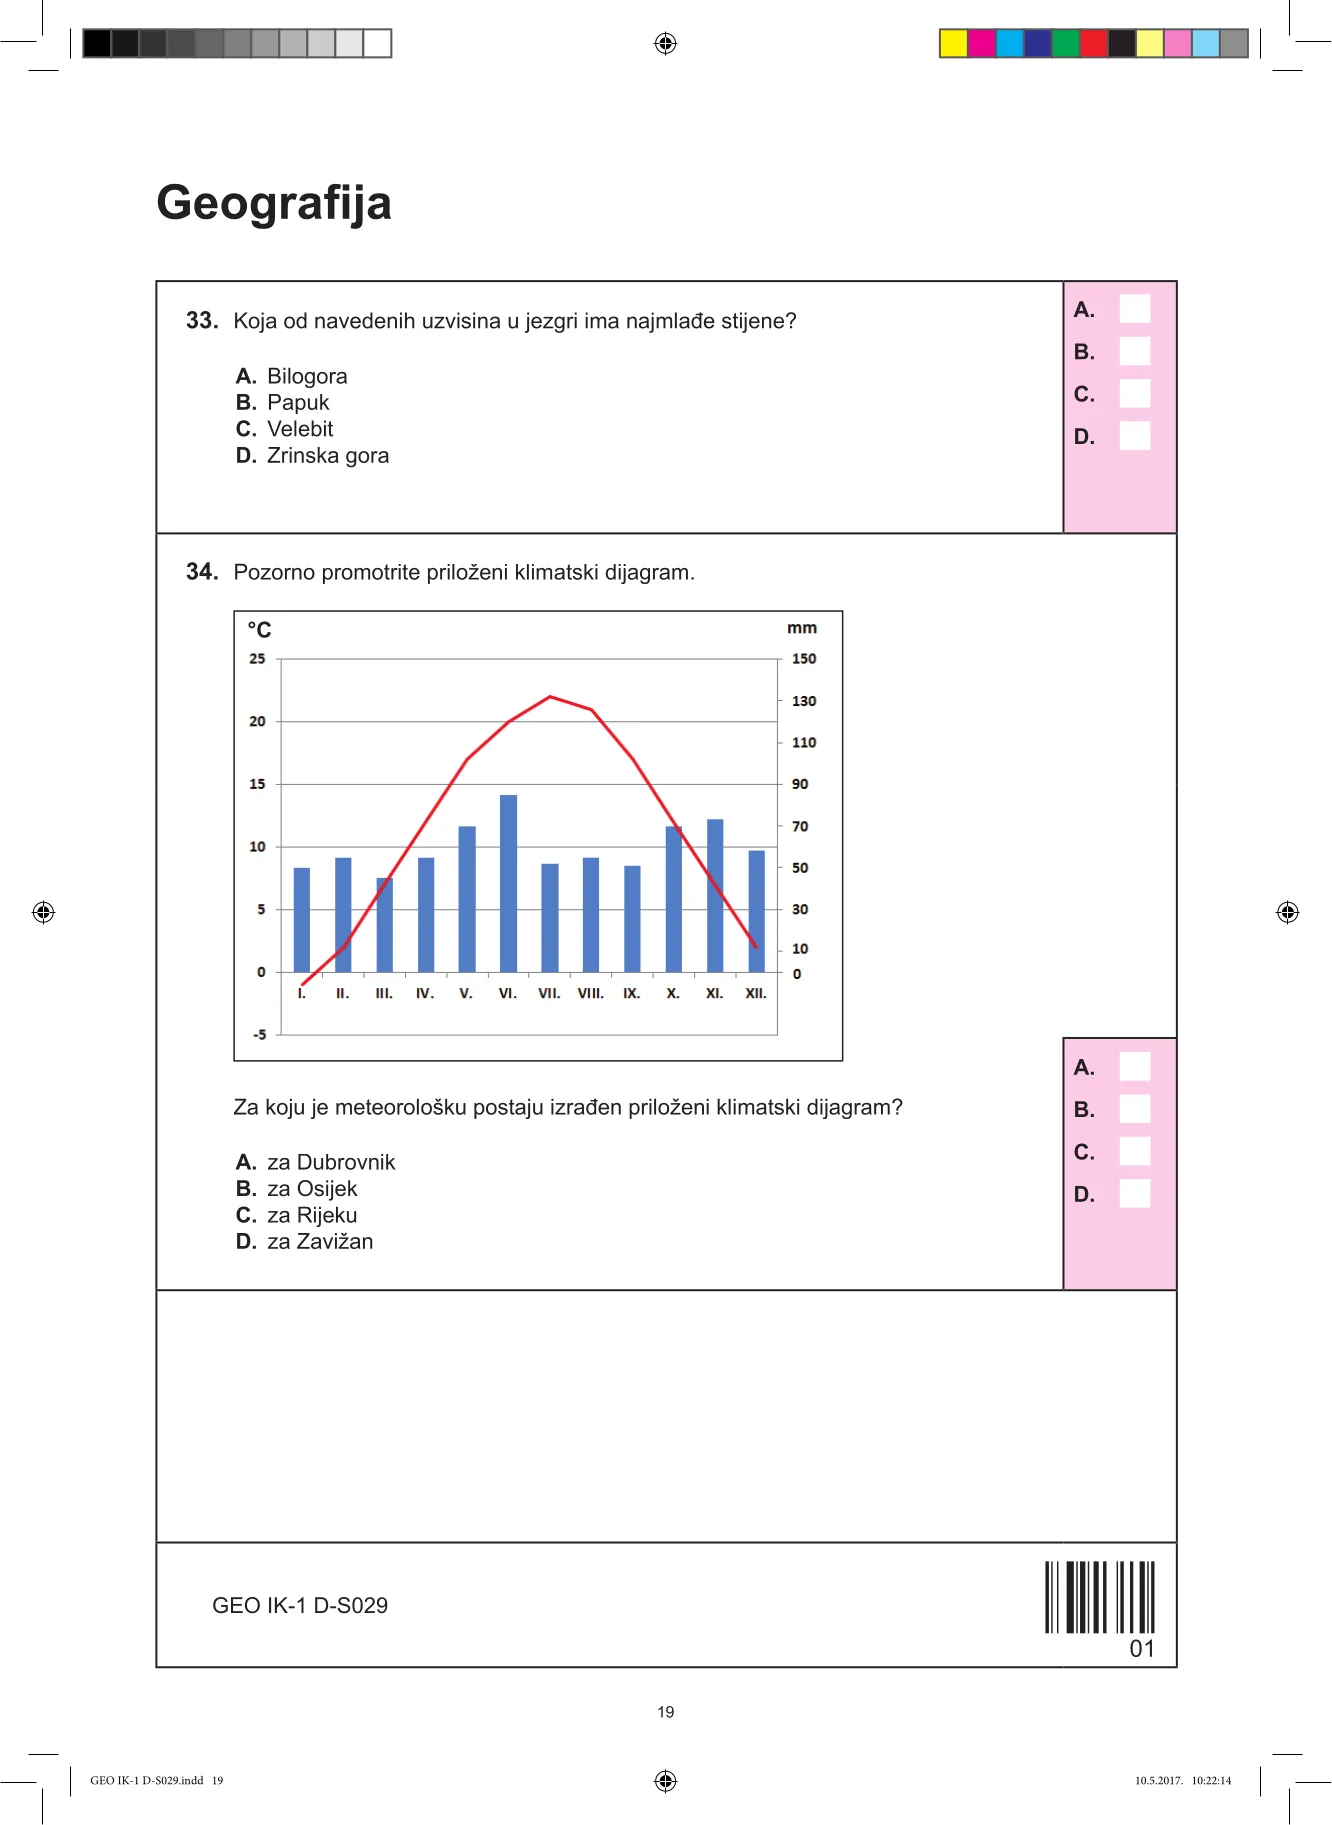 Geografija
33. Koja od navedenih uzvisina u jezgri ima najmlađe stijene?
A. Bilogora
B. Papuk
C. Velebit
D. Zrinska gora
A.
B.
C.
D.
34. Pozorno promotrite priloženi klimatski dijagram.
°C mm
25 150
130
20
110
15 90
70
10
50
5 30
10
0 0
I. II. III. IV. V. VI. VII. VIII. IX. X. XI. XII.
-5
Za koju je meteorološku postaju izrađen priloženi klimatski dijagram?
A. za Dubrovnik
B. za Osijek
C. za Rijeku
D. za Zavižan
A.
B.
C.
D.
GEO IK-1 D-S029
01
19
GEO IK-1 D-S029.indd 19 10.5.2017. 10:22:14